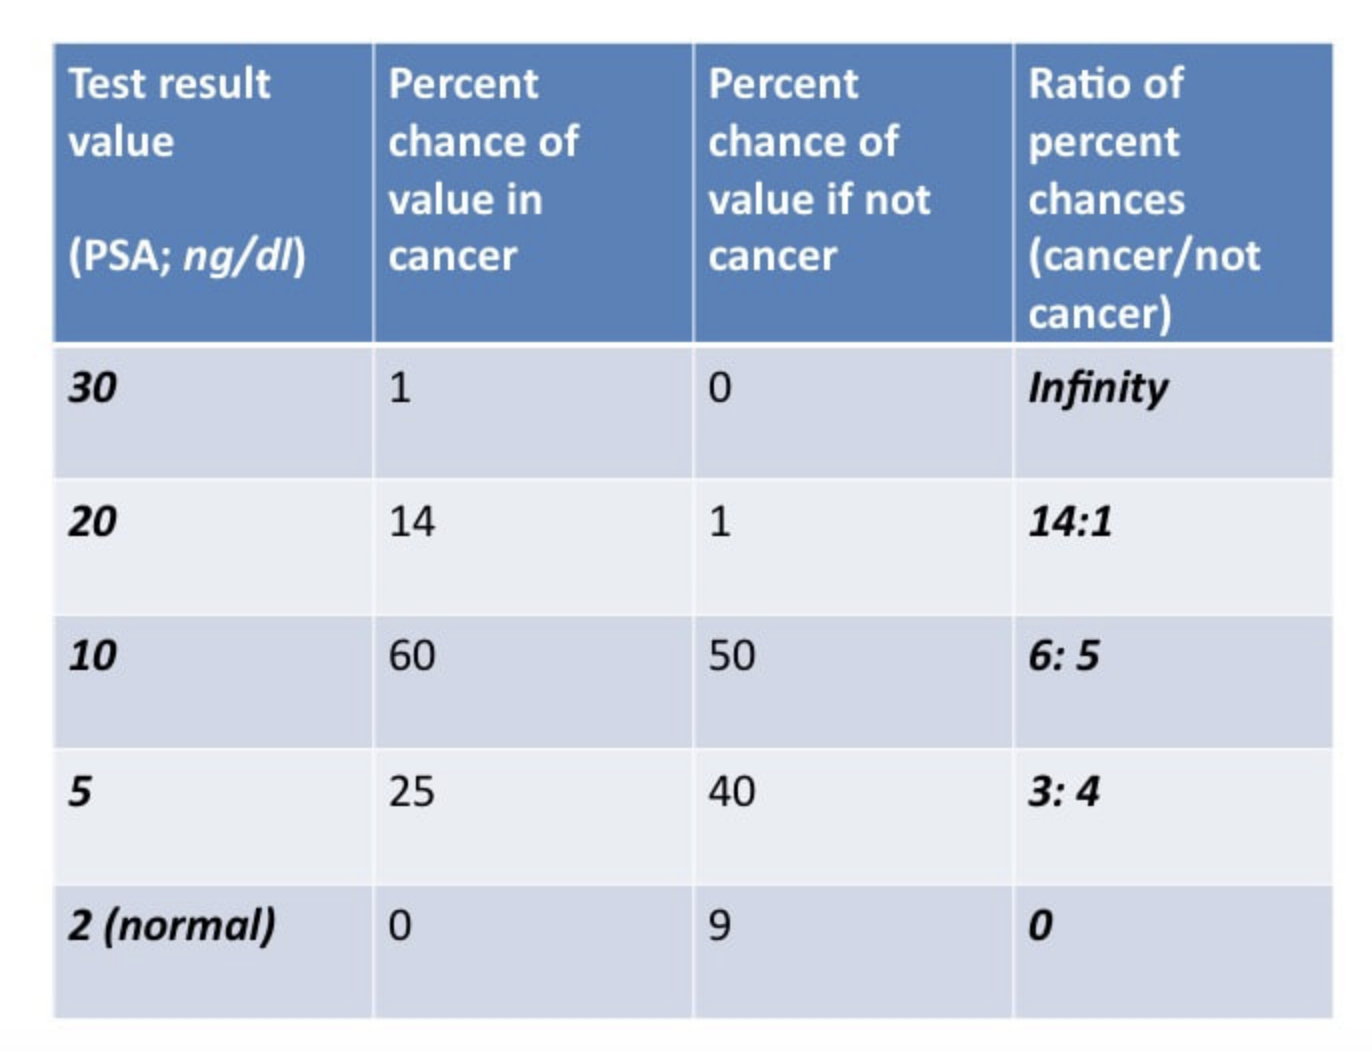 Test result value (PSA; ng/dl) | Percent chance of value in cancer | Percent chance of value if not cancer | Ratio of percent chances (cancer/not cancer)
30 | 1 | 0 | Infinity
20 | 14 | 1 | 14:1
10 | 60 | 50 | 6: 5
5 | 25 | 40 | 3: 4
2 (normal) | 0 | 9 | 0